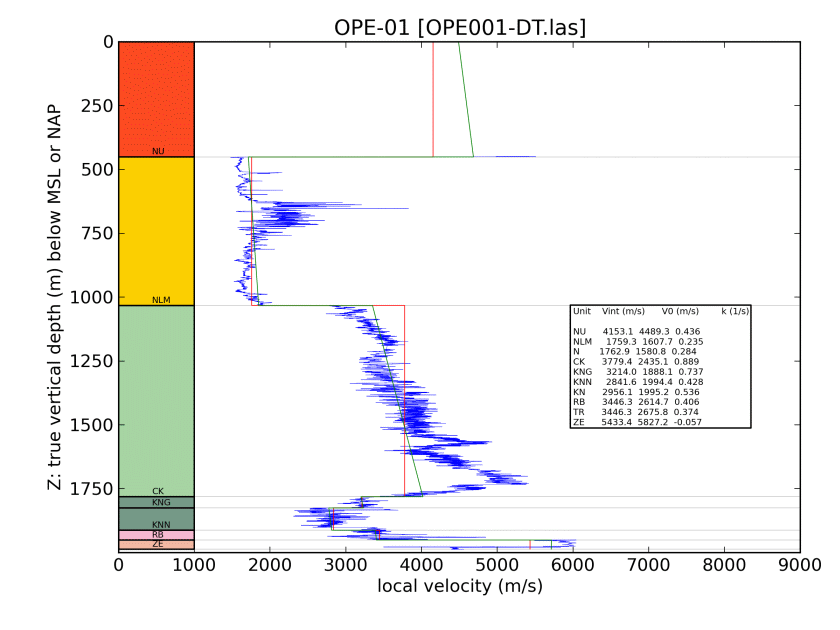 OPE-01 [OPE001-DT.las]
0
250
500
750
1000
1250
1500
1750
Z: true vertical depth (m) below MSL or NAP
NU
NLM
CK
KNG
KNN
RB
ZE
Unit Vint (m/s) V0 (m/s) k (1/s)
NU 4153.1 4489.3 0.436
NLM 1759.3 1607.7 0.235
N 1762.9 1580.8 0.284
CK 3779.4 2435.1 0.889
KNG 3214.0 1888.1 0.737
KNN 2841.6 1994.4 0.428
KN 2956.1 1995.2 0.536
RB 3446.3 2614.7 0.406
TR 3446.3 2675.8 0.374
ZE 5433.4 5827.2 -0.057
0 1000 2000 3000 4000 5000 6000 7000 8000 9000
local velocity (m/s)